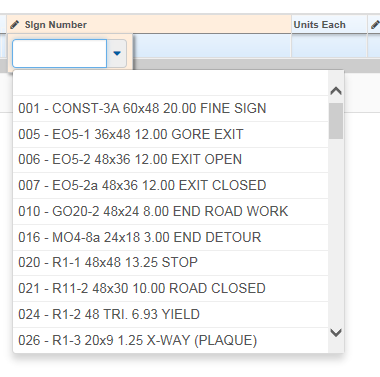 Sign Number Units Each
001 - CONST-3A 60x48 20.00 FINE SIGN
005 - EO5-1 36x48 12.00 GORE EXIT
006 - EO5-2 48x36 12.00 EXIT OPEN
007 - EO5-2a 48x36 12.00 EXIT CLOSED
010 - GO20-2 48x24 8.00 END ROAD WORK
016 - MO4-8a 24x18 3.00 END DETOUR
020 - R1-1 48x48 13.25 STOP
021 - R11-2 48x30 10.00 ROAD CLOSED
024 - R1-2 48 TRI. 6.93 YIELD
026 - R1-3 20x9 1.25 X-WAY (PLAQUE)